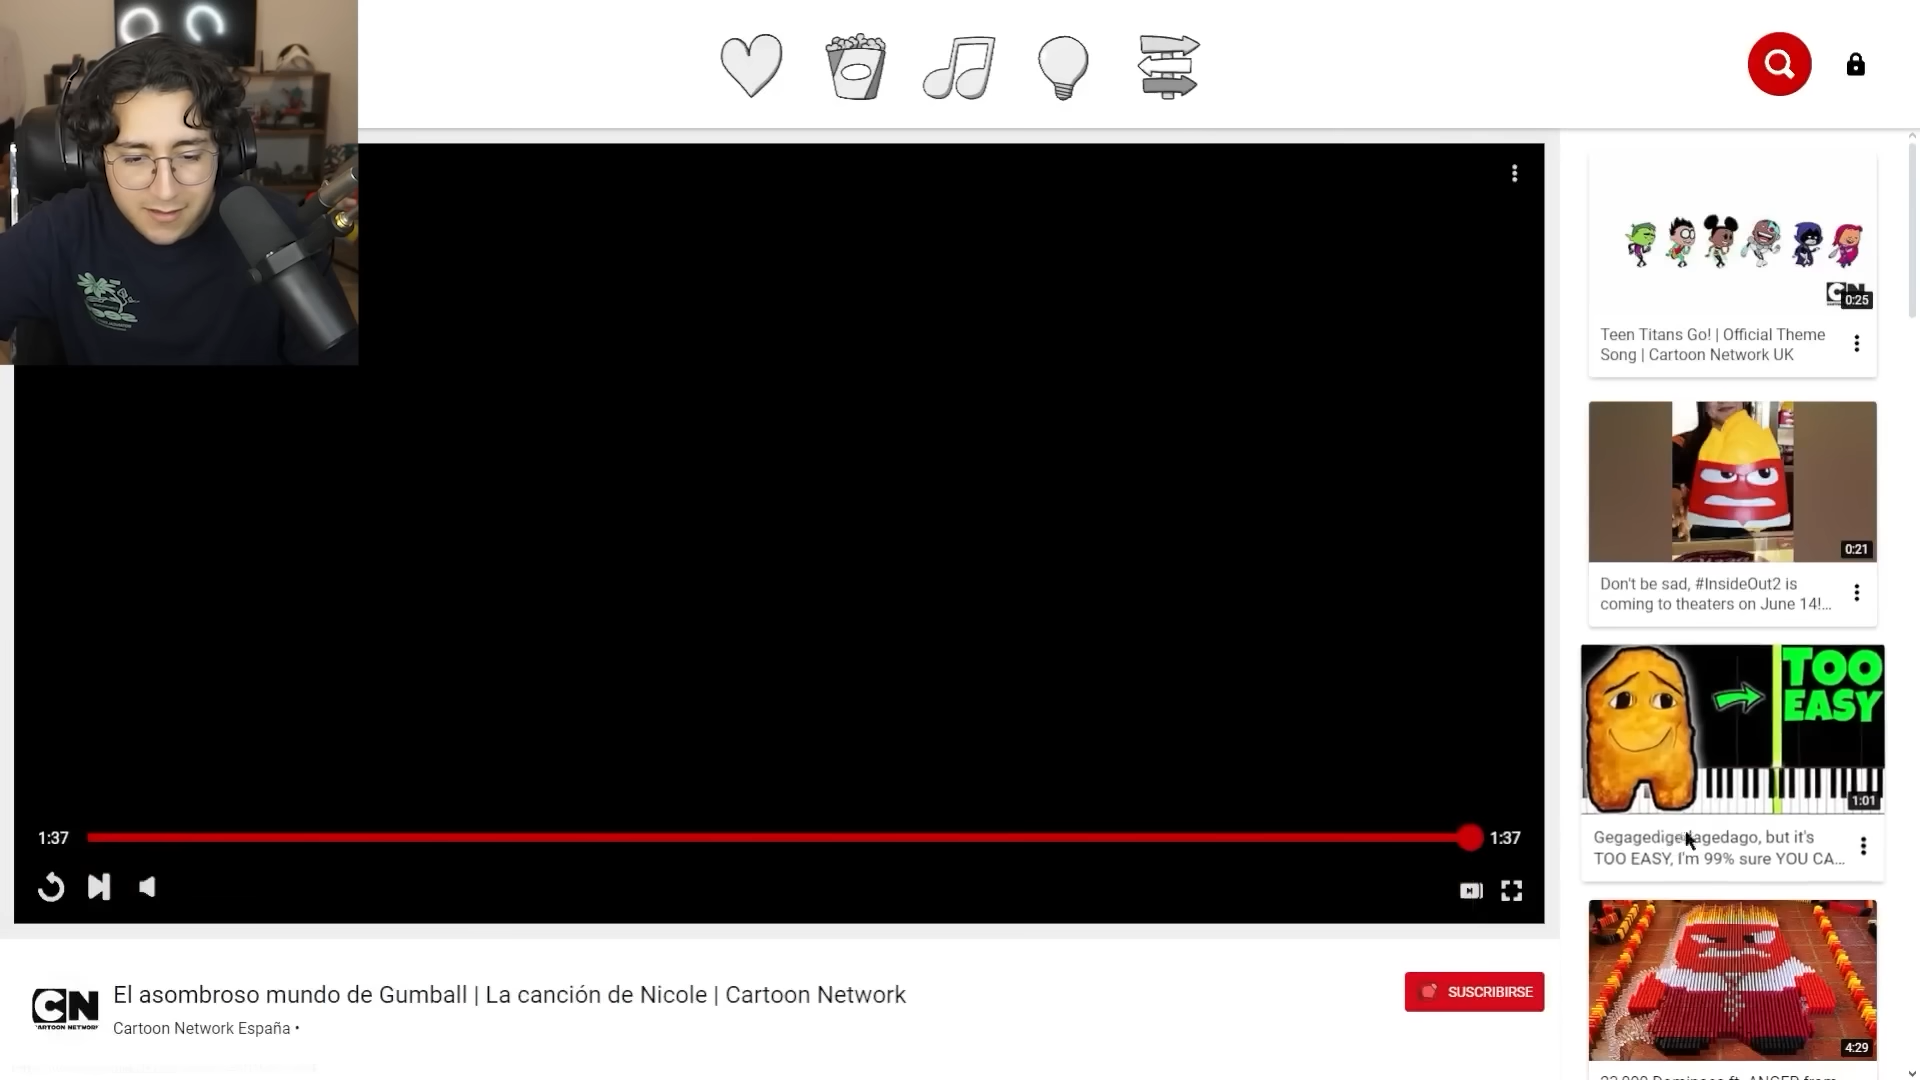 CN
0:25
Teen Titans Go! | Official Theme
Song | Cartoon Network UK
0:21
Don't be sad, #InsideOut2 is
coming to theaters on June 14!...
TOO
EASY
1:01
but it's
TOO EASY, I'm 99% sure YOU CA...
4:29
1:37
1:37
CN
El asombroso mundo de Gumball | La canción de Nicole | Cartoon Network
Cartoon Network España •
SUSCRIBIRSE